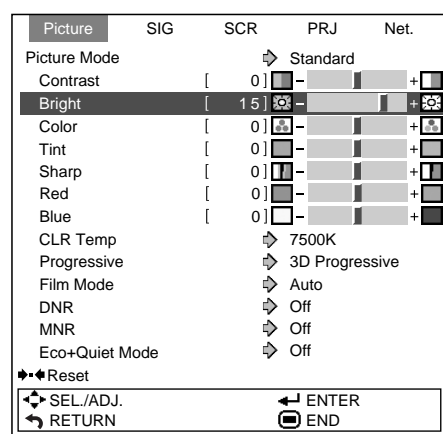 Picture SIG SCR PRJ Net.
Picture Mode Standard
Contrast [ 0] – +
Bright [ 15] – +
Color [ 0] – +
Tint [ 0] – +
Sharp [ 0] – +
Red [ 0] – +
Blue [ 0] – +
CLR Temp 7500K
Progressive 3D Progressive
Film Mode Auto
DNR Off
MNR Off
Eco+Quiet Mode Off
Reset
SEL./ADJ. ENTER
RETURN END